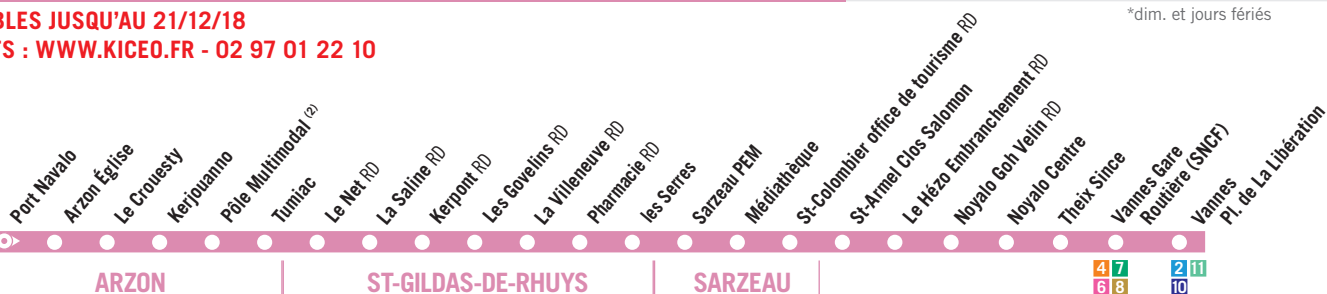 BLES JUSQU'AU 21/12/18
TS : WWW.KICEO.FR - 02 97 01 22 10
*dim. et jours fériés
Port Navalo
Arzon Église
Le Crouesty
Kerjouanno
Pôle Multimodal (2)
Tumiac
Le Net RD
La Saline RD
Kerpont RD
Les Govelins RD
La Villeneuve RD
Pharmacie RD
les Serres
Sarzeau PEM
Médiathèque
St-Colombier office de tourisme RD
St-Armel Clos Salomon
Le Hézo Embranchement RD
Noyalo Goh Velin RD
Noyalo Centre
Theix Since
Vannes Gare
Routière (SNCF)
Vannes
Pl. de La Libération
ARZON
ST-GILDAS-DE-RHUYS
SARZEAU
4 7
6 8
2 11
10